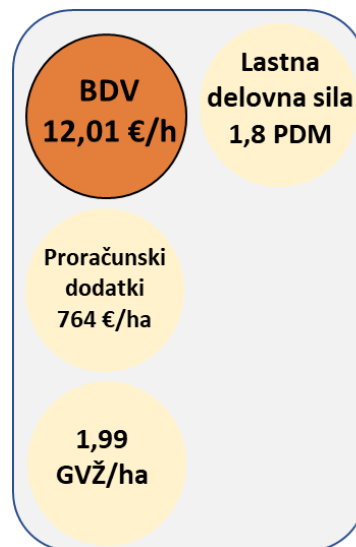 BDV
12,01 €/h
Lastna
delovna sila
1,8 PDM
Proračunski
dodatki
764 €/ha
1,99
GVŽ/ha